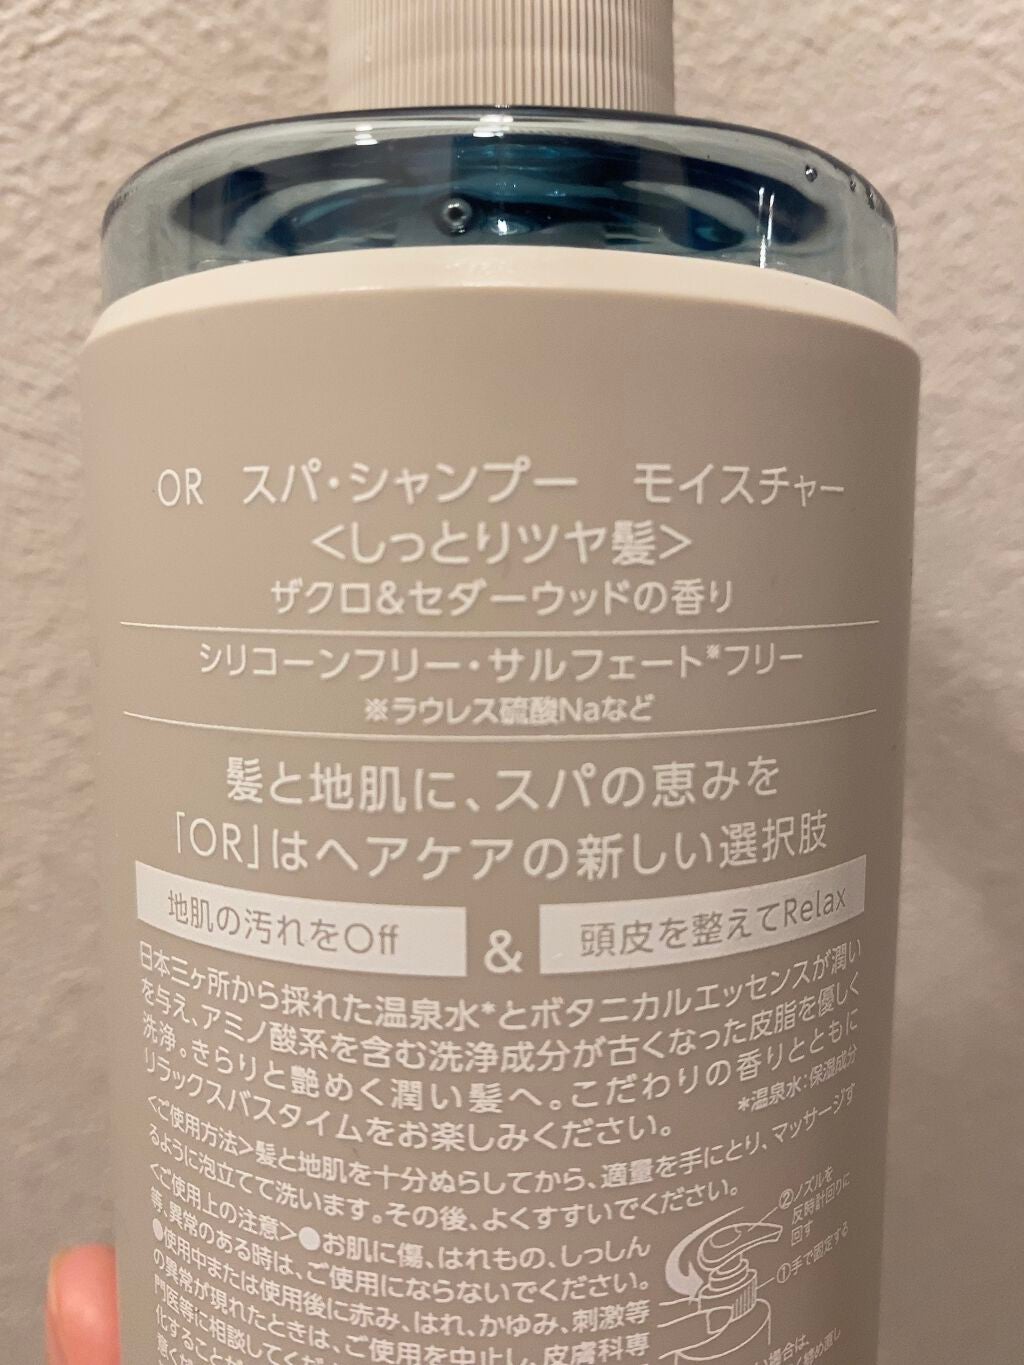 OR スパ・シャンプー モイスチャー
<しっとりツヤ髪>
ザクロ&セダーウッドの香り
シリコーンフリー・サルフェート※フリー
※ラウレス硫酸Naなど
髪と地肌に、スパの恵みを
「OR」はヘアケアの新しい選択肢
地肌の汚れをOff & 頭皮を整えてRelax
日本三ヶ所から採れた温泉水*とボタニカルエッセンスが潤い
を与え、アミノ酸系を含む洗浄成分が古くなった皮脂を優しく
洗浄。きらりと艶めく潤い髪へ。こだわりの香りとともに
リラックスバスタイムをお楽しみください。
*温泉水:保湿成分
<ご使用方法>髪と地肌を十分ぬらしてから、適量を手にとり、マッサージす
るように泡立てて洗います。その後、よくすすいでください。
<ご使用上の注意>●お肌に傷、はれもの、しっしん
等、異常のある時は、ご使用にならないでください。
●使用中または使用後に赤み、はれ、かゆみ、刺激等
の異常が現れたときは、ご使用を中止し、皮膚科専
門医等に相談してくだ
化することが
②ノズルを
反時計回りに
回す
①手で固定する
い場合は、
く締め直し